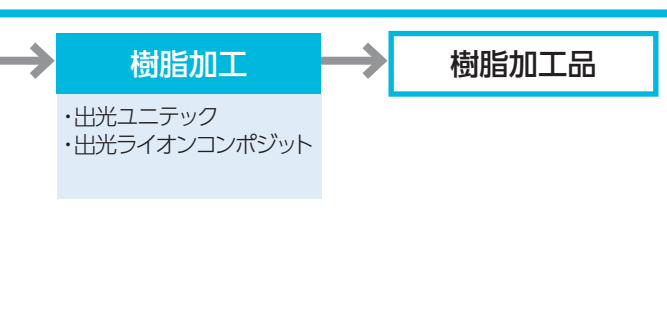 樹脂加工
樹脂加工品
・出光ユニテック
・出光ライオンコンポジット